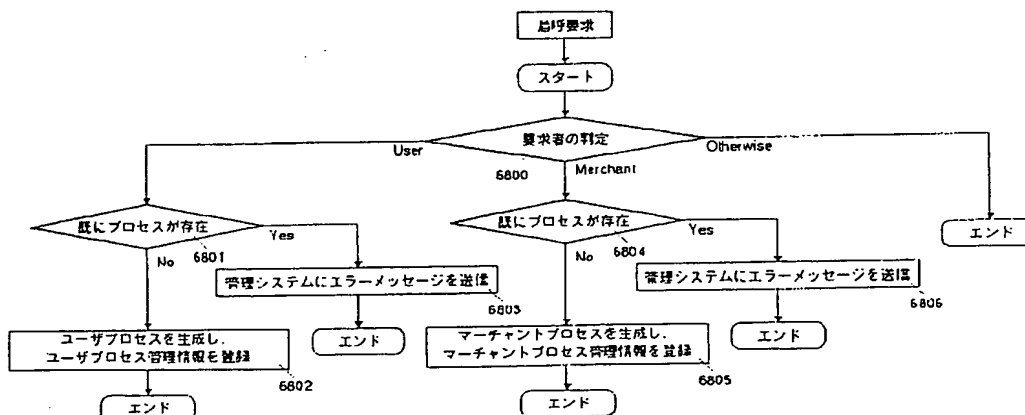 着呼要求
スタート
要求者の判定
User
Otherwise
6800
Merchant
既にプロセスが存在
Yes
6801
No
既にプロセスが存在
Yes
6804
No
エンド
管理システムにエラーメッセージを送信
6803
管理システムにエラーメッセージを送信
6806
エンド
エンド
ユーザプロセスを生成し、
ユーザプロセス管理情報を登録
6802
マーチャントプロセスを生成し、
マーチャントプロセス管理情報を登録
6805
エンド
エンド